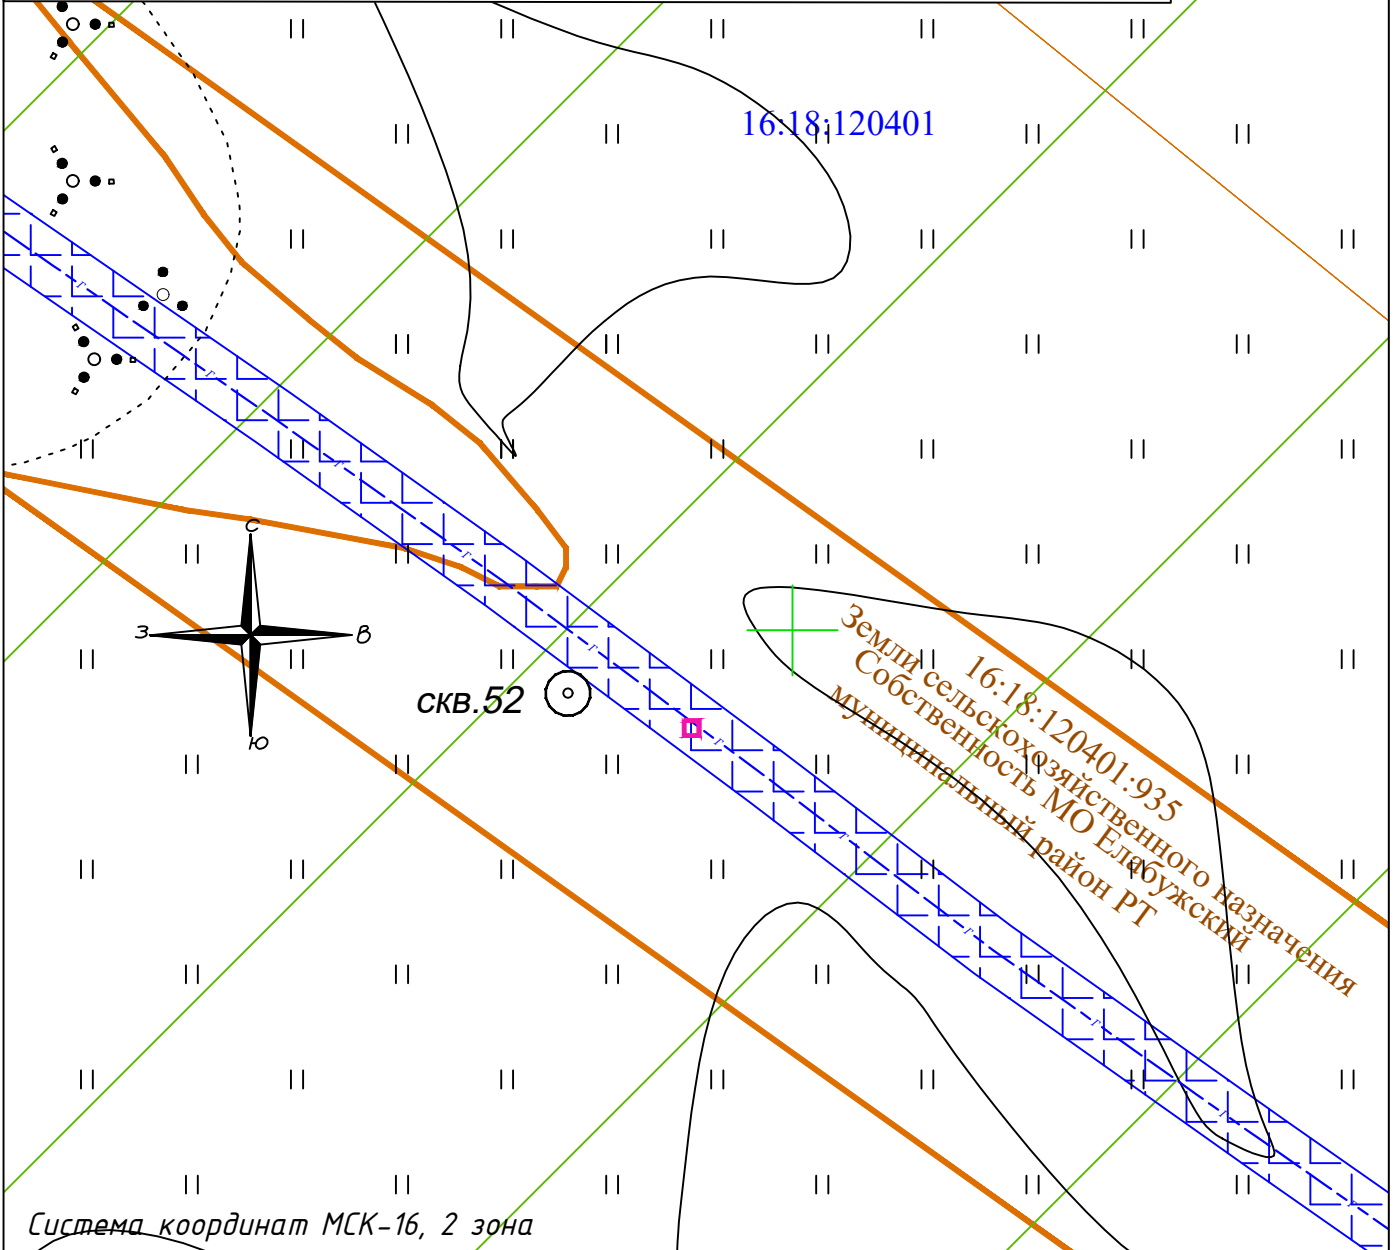 16:18:120401
С
З
В
Ю
скв.52
16:18:120401:935
Земли сельскохозяйственного назначения
Собственность МО Елабужский
муниципальный район РТ
г
г
г
г
г
г
г
г
г
г
Система координат МСК-16, 2 зона